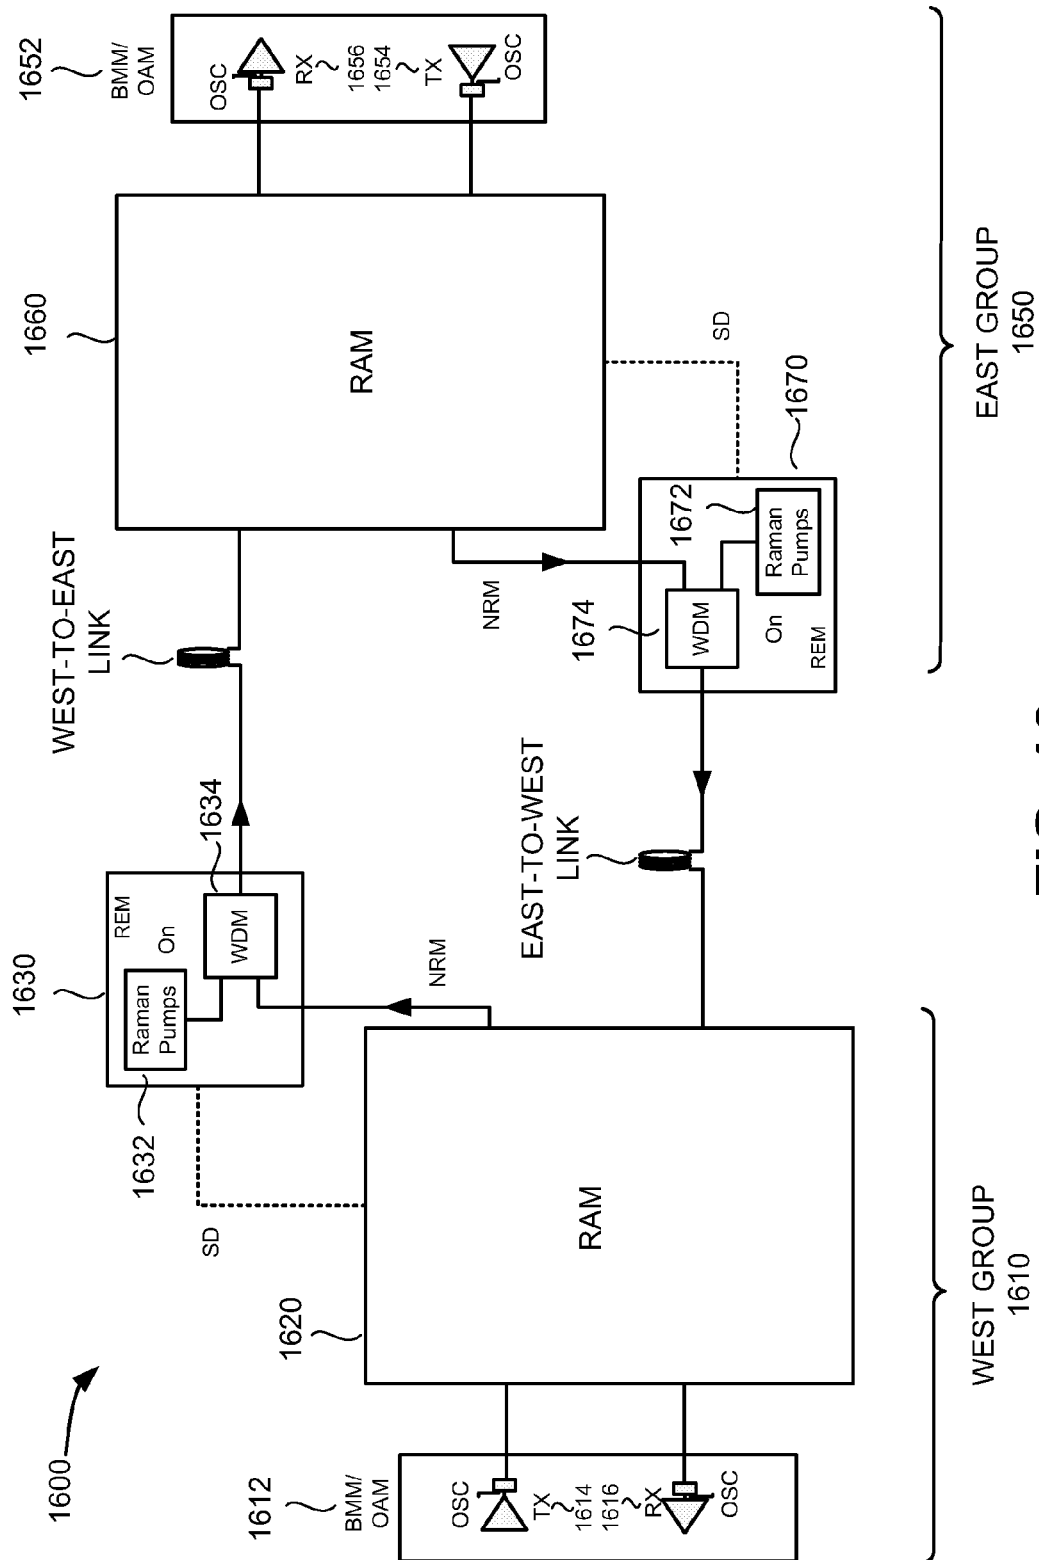 1600
1612
BMM/
OAM
OSC
TX
1614
1616
RX
OSC
1620
RAM
SD
1632
1630
Raman
Pumps
On
REM
WDM
1634
NRM
WEST GROUP
1610
WEST-TO-EAST
LINK
EAST-TO-WEST
LINK
1660
RAM
NRM
SD
1674
WDM
1672
Raman
Pumps
On
REM
1670
1652
BMM/
OAM
OSC
RX
1656
1654
TX
OSC
EAST GROUP
1650